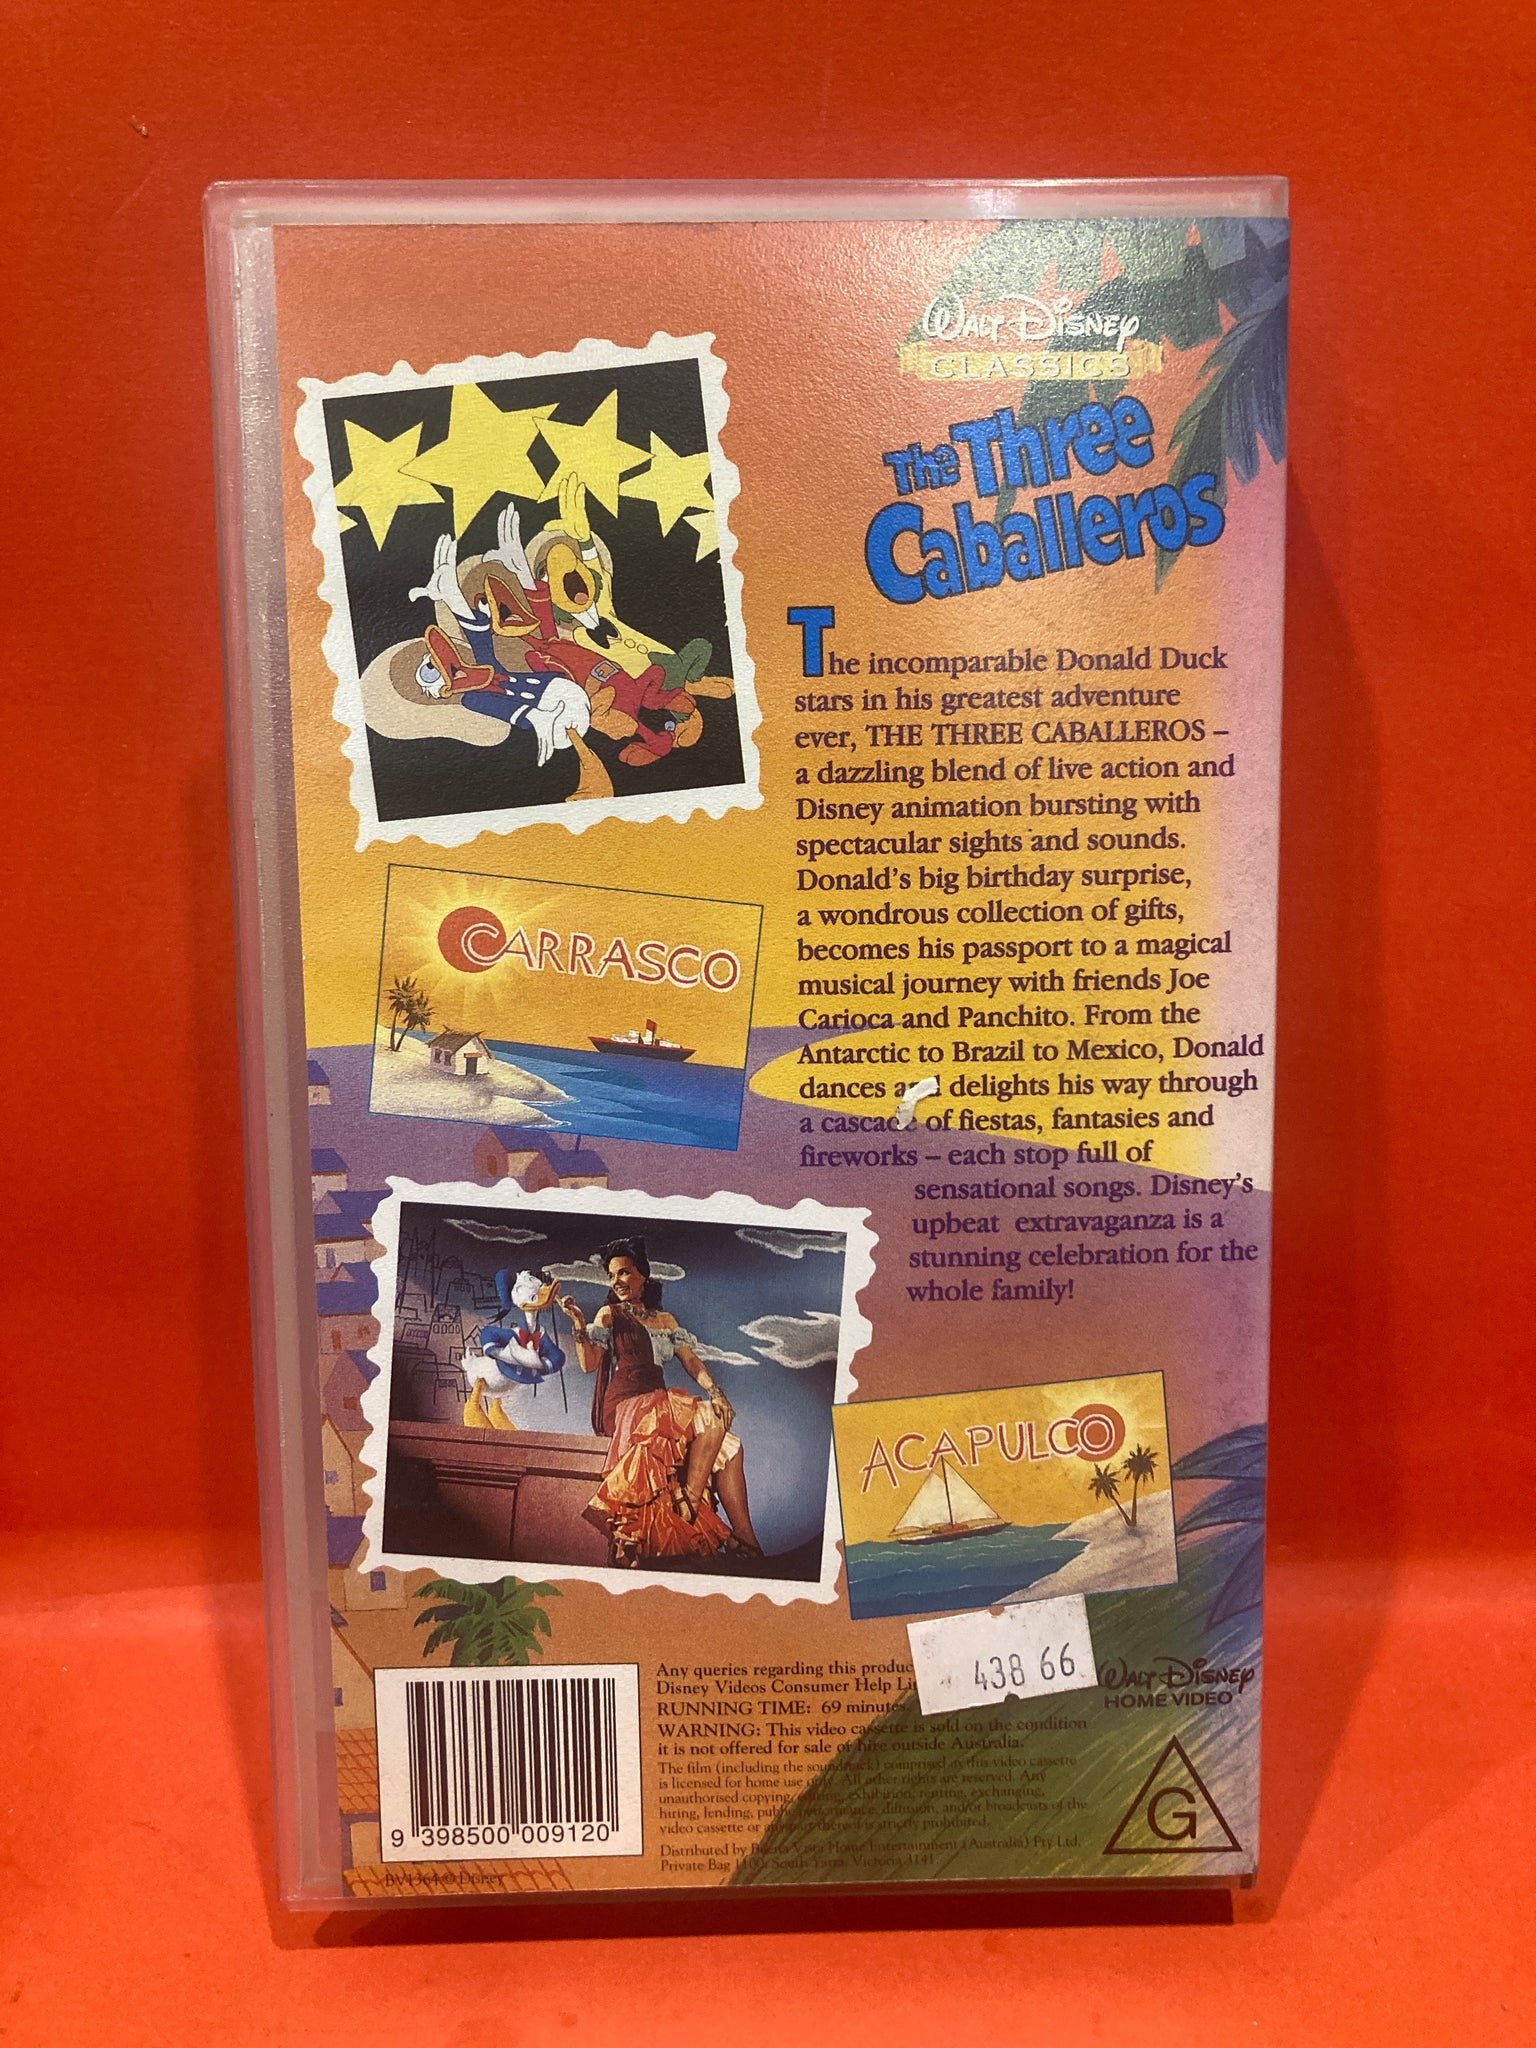 WALT DISNEY
CLASSICS
The Three
Caballeros
The incomparable Donald Duck
stars in his greatest adventure
ever, THE THREE CABALLEROS –
a dazzling blend of live action and
Disney animation bursting with
spectacular sights and sounds.
Donald's big birthday surprise,
a wondrous collection of gifts,
becomes his passport to a magical
musical journey with friends Joe
Carioca and Panchito. From the
Antarctic to Brazil to Mexico, Donald
dances and delights his way through
a cascade of fiestas, fantasies and
fireworks – each stop full of
sensational songs. Disney's
upbeat extravaganza is a
stunning celebration for the
whole family!
CARRASCO
ACAPULCO
438 66
Any queries regarding this
Disney Videos Consumer Help
RUNNING TIME: 69 minutes.
WARNING: This video cassette is sold on the condition
it is not offered for sale or hire outside Australia.
The film (including the soundtrack) comprised in this video cassette
is licensed for home use only. All other rights are reserved. Any
unauthorised copying, editing, exhibition, renting, exchanging,
hiring, lending, public performance, diffusion, and/or broadcasts of the
video cassette or any part thereof is strictly prohibited.
Distributed by Buena Vista Home Entertainment (Australia) Pty Ltd.
Private Bag South Yarra, Victoria 3141
WALT DISNEY
HOME VIDEO
G
9 398500 009120
BV1364 © Disney